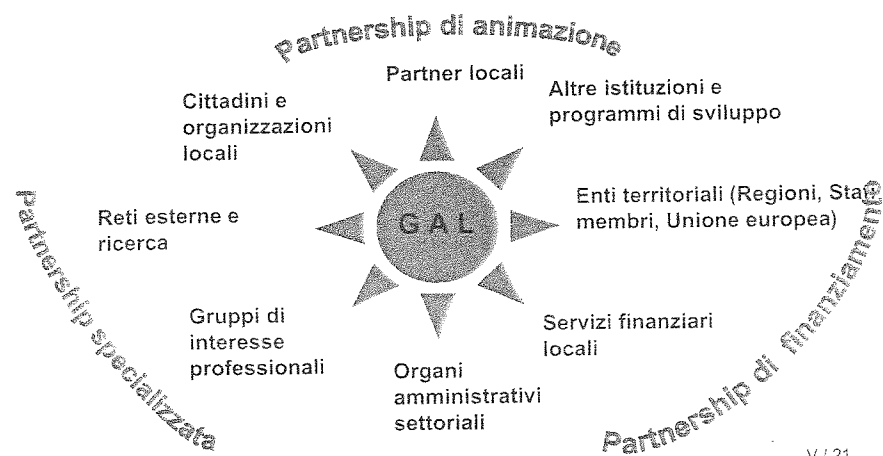 Partnership di animazione
Partner locali
Altre istituzioni e
programmi di sviluppo
Cittadini e
organizzazioni
locali
Enti territoriali (Regioni, Stati
membri, Unione europea)
G A L
Reti esterne e
ricerca
Partnership specializzata
Partnership di finanziamento
Gruppi di
interesse
professionali
Servizi finanziari
locali
Organi
amministrativi
settoriali
V / 21